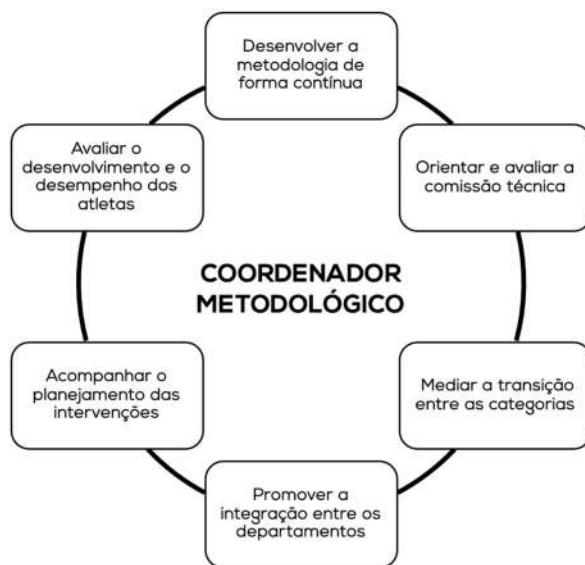 Desenvolver a
metodologia de
forma contínua
Orientar e avaliar a
comissão técnica
Mediar a transição
entre as categorias
Promover a
integração entre os
departamentos
Acompanhar o
planejamento das
intervenções
Avaliar o
desenvolvimento e o
desempenho dos
atletas
COORDENADOR
METODOLÓGICO